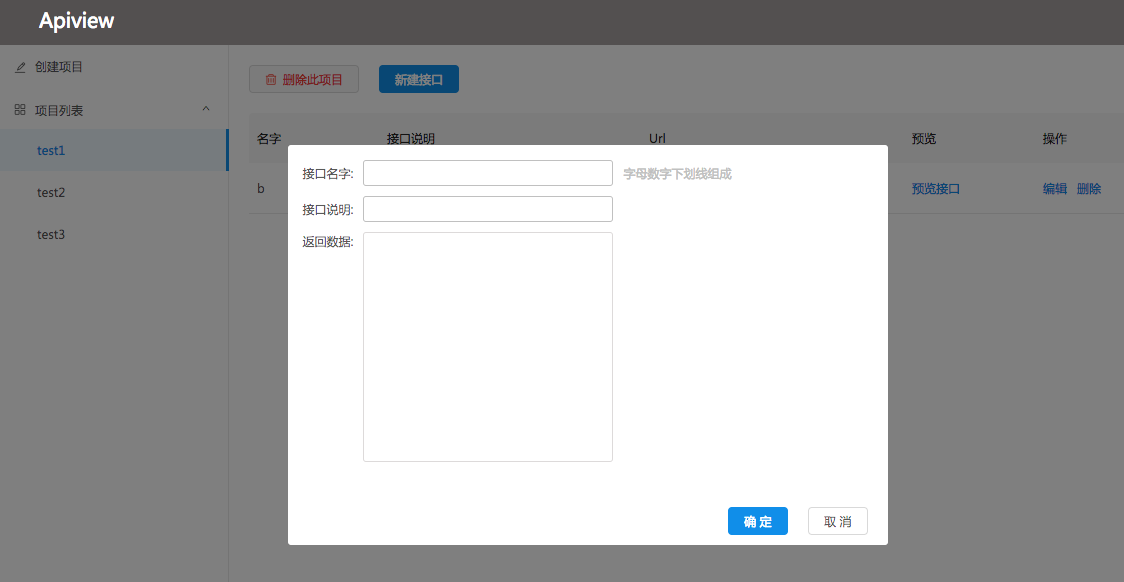 Apiview
创建项目
项目列表
test1
test2
test3
删除此项目 新建接口
名字 接口说明 Url 预览 操作
b 预览接口 编辑 删除
接口名字: 字母数字下划线组成
接口说明:
返回数据:
确 定 取 消